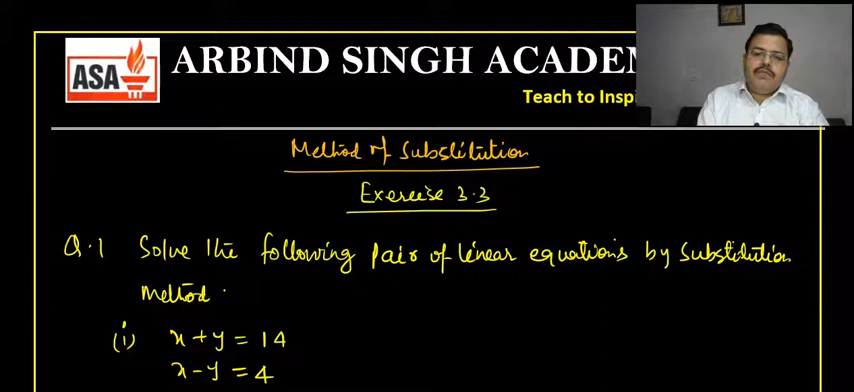 ASA
ARBIND SINGH ACADEM
Teach to Inspi
Method of Substitution
Exercise 3.3
Q.1 Solve the following pair of linear equations by substitution
Method.
(i) x + y = 14
x - y = 4